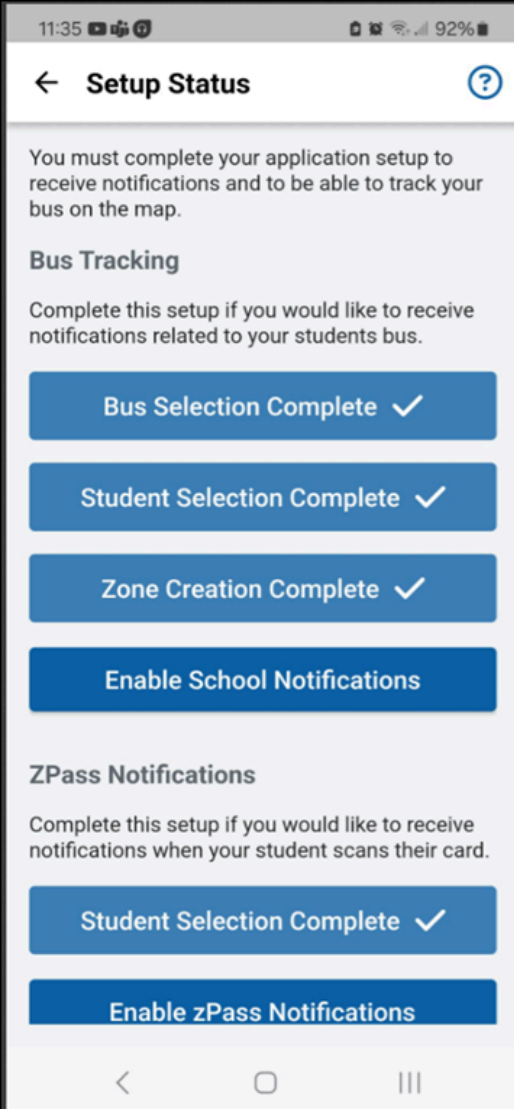 11:35 92%
Setup Status
You must complete your application setup to
receive notifications and to be able to track your
bus on the map.
Bus Tracking
Complete this setup if you would like to receive
notifications related to your students bus.
Bus Selection Complete
Student Selection Complete
Zone Creation Complete
Enable School Notifications
ZPass Notifications
Complete this setup if you would like to receive
notifications when your student scans their card.
Student Selection Complete
Enable zPass Notifications